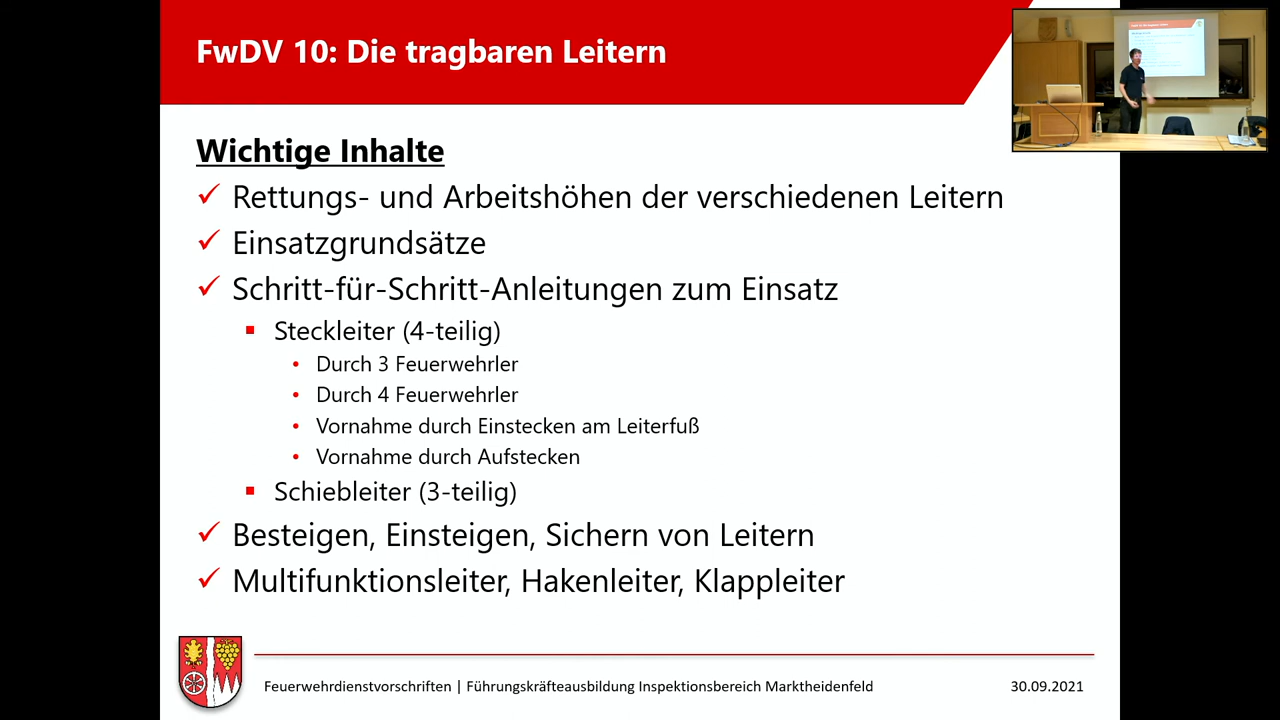 FwDV 10: Die tragbaren Leitern
Wichtige Inhalte
Rettungs- und Arbeitshöhen der verschiedenen Leitern
Einsatzgrundsätze
Schritt-für-Schritt-Anleitungen zum Einsatz
Steckleiter (4-teilig)
Durch 3 Feuerwehrler
Durch 4 Feuerwehrler
Vornahme durch Einstecken am Leiterfuß
Vornahme durch Aufstecken
Schiebleiter (3-teilig)
Besteigen, Einsteigen, Sichern von Leitern
Multifunktionsleiter, Hakenleiter, Klappleiter
Feuerwehrdienstvorschriften | Führungskräfteausbildung Inspektionsbereich Marktheidenfeld
30.09.2021